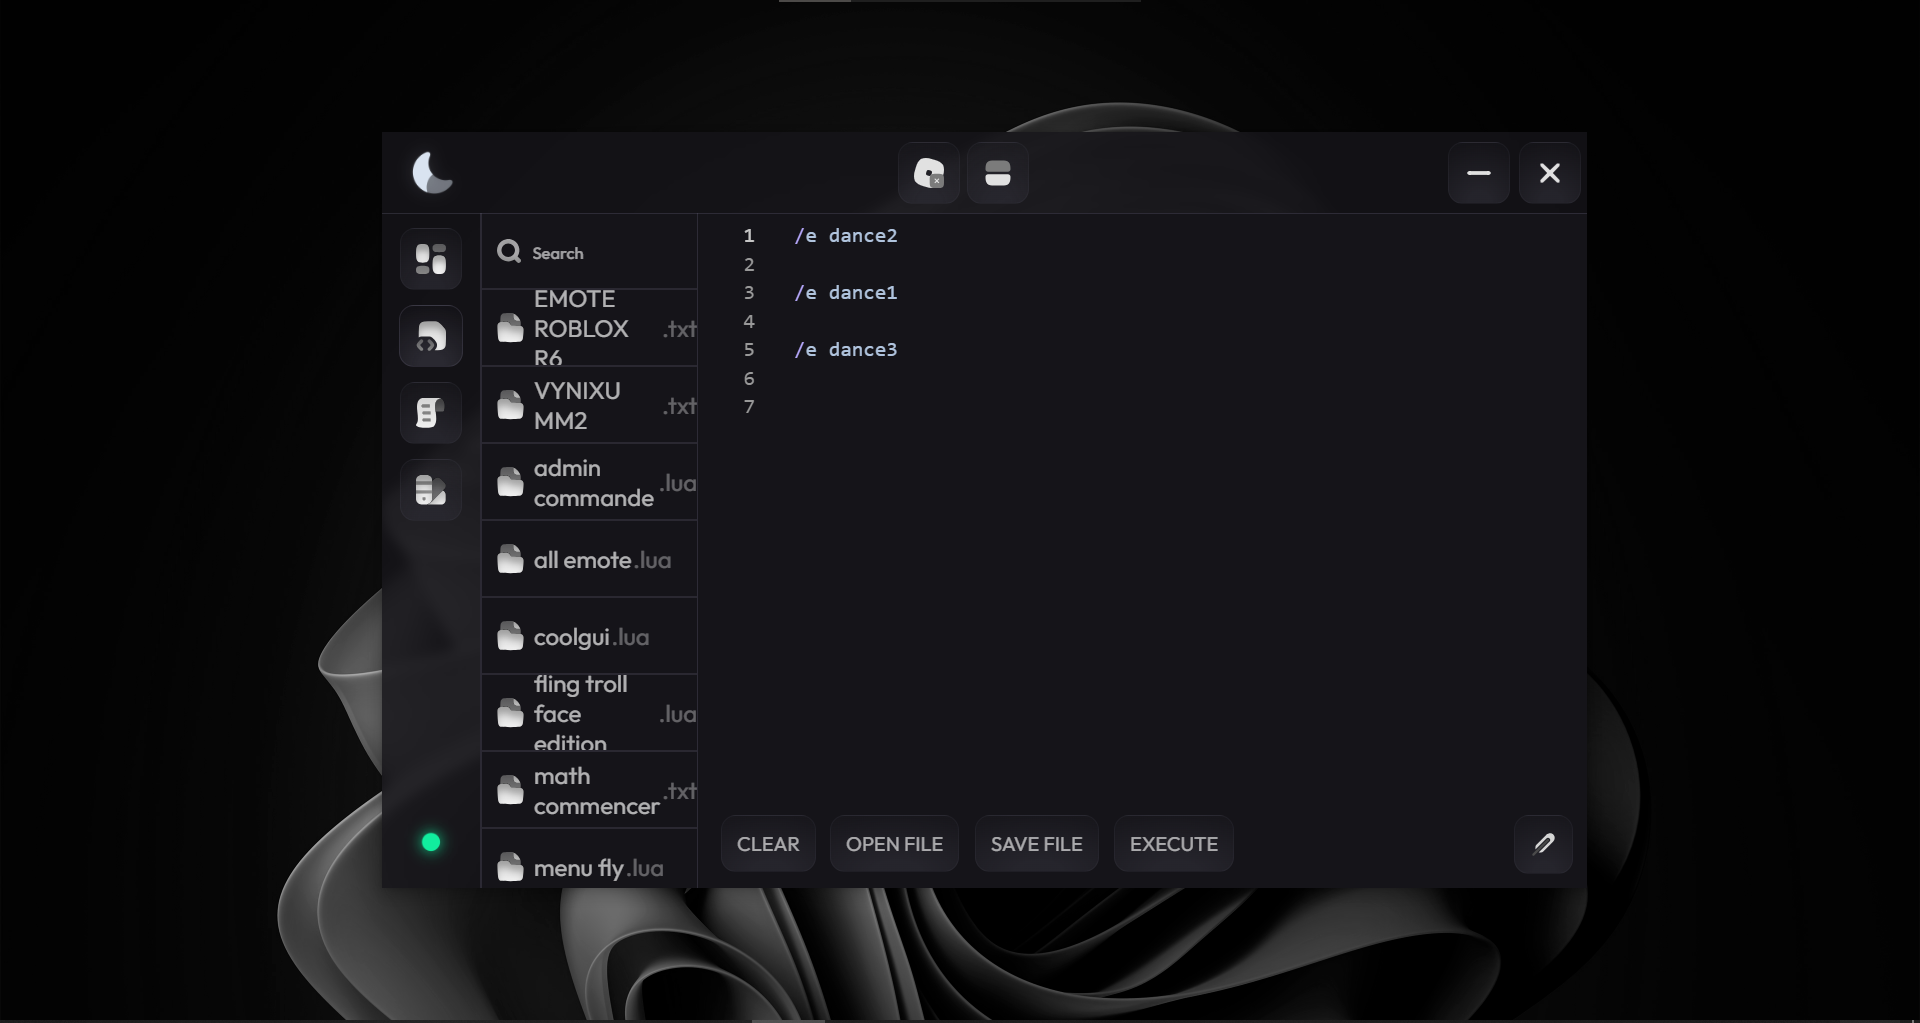 Search
EMOTE
ROBLOX
R6
.txt
VYNIXU
MM2
.txt
admin
commande
.lua
all emote.lua
coolgui.lua
fling troll
face
edition
.lua
math
commencer
.txt
menu fly.lua
1 /e dance2
2
3 /e dance1
4
5 /e dance3
6
7
CLEAR
OPEN FILE
SAVE FILE
EXECUTE